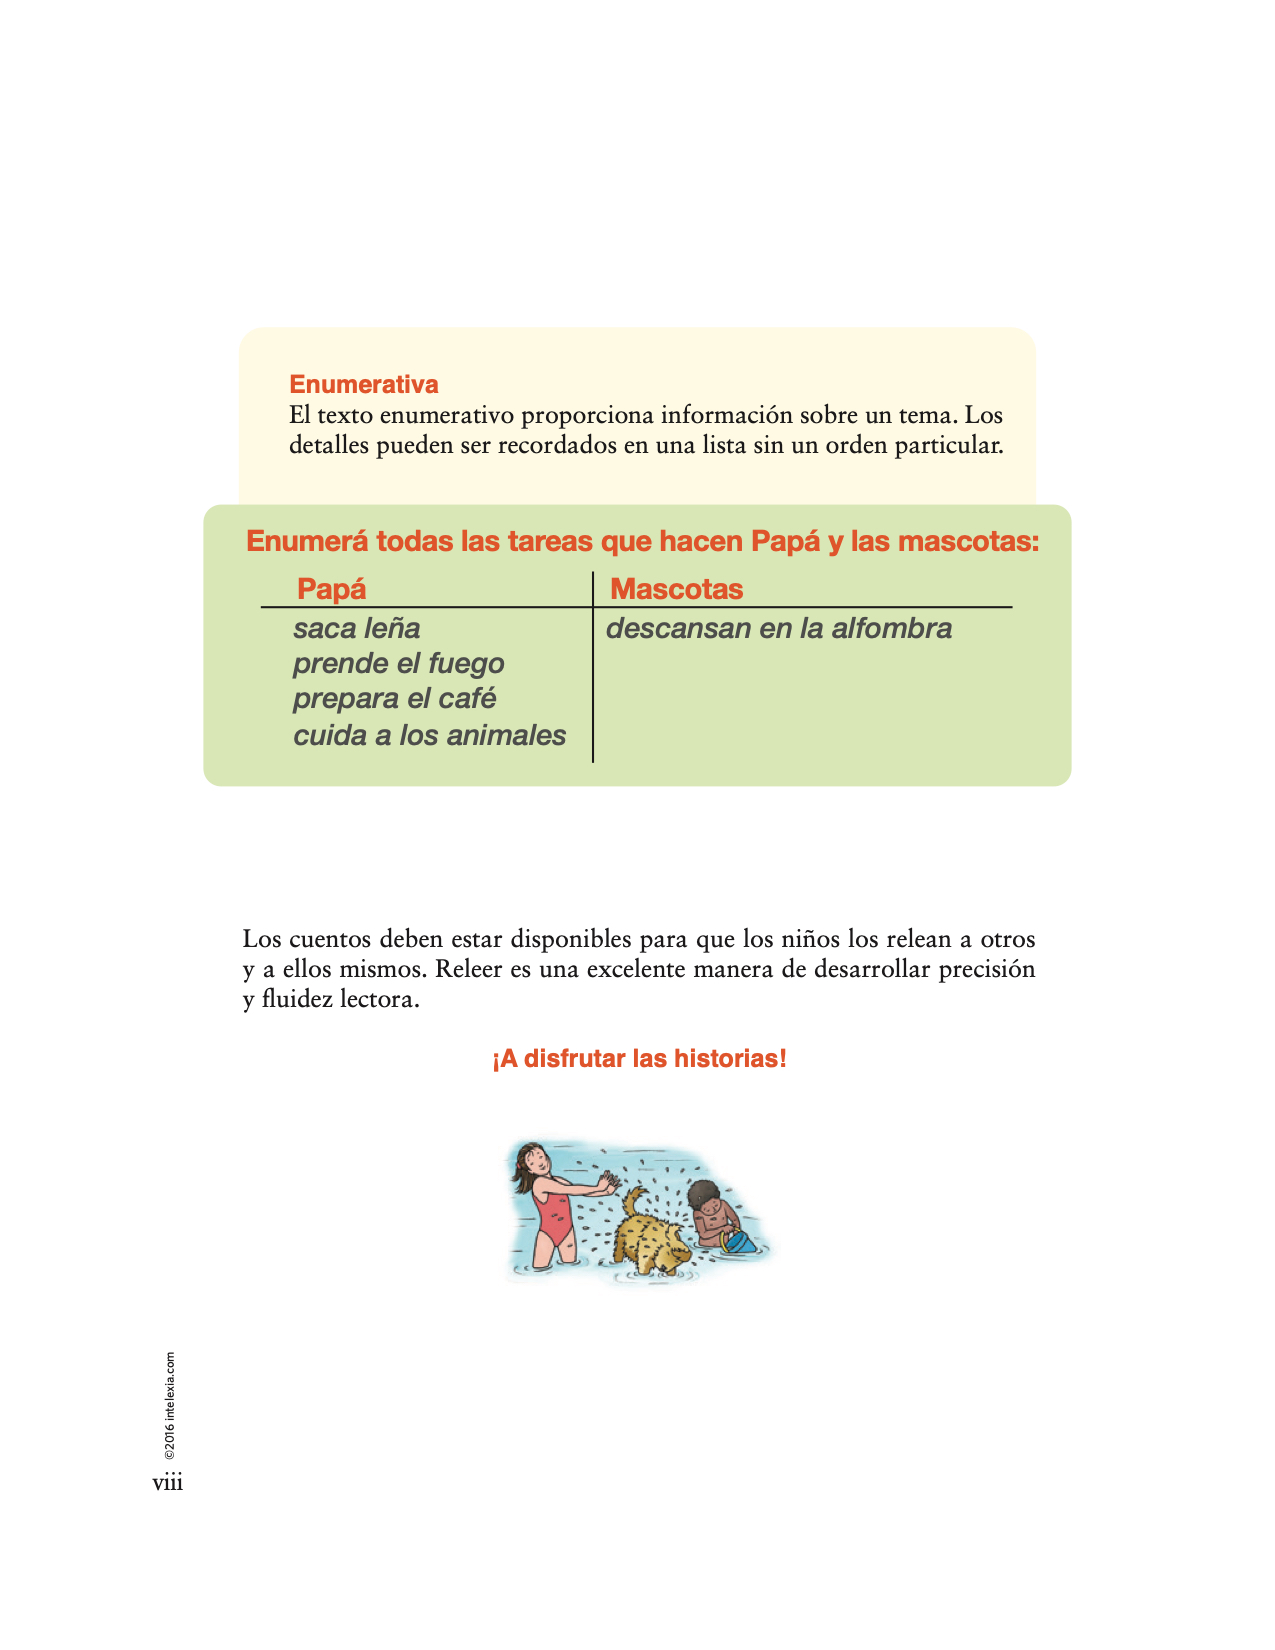 Enumerativa
El texto enumerativo proporciona información sobre un tema. Los
detalles pueden ser recordados en una lista sin un orden particular.
Enumerá todas las tareas que hacen Papá y las mascotas:
Papá Mascotas
saca leña descansan en la alfombra
prende el fuego
prepara el café
cuida a los animales
Los cuentos deben estar disponibles para que los niños los relean a otros
y a ellos mismos. Releer es una excelente manera de desarrollar precisión
y fluidez lectora.
¡A disfrutar las historias!
©2016 intelexia.com
viii